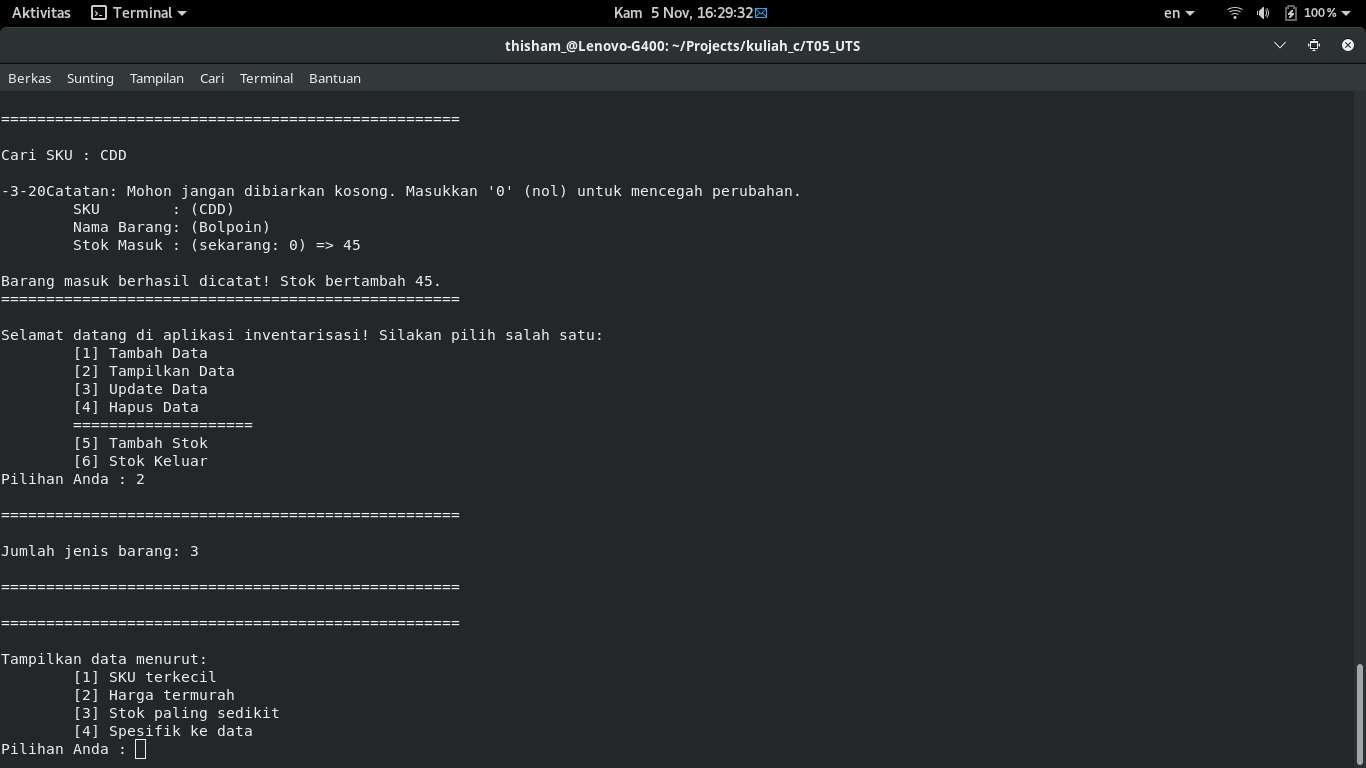 Aktivitas Terminal Kam 5 Nov, 16:29:32 en 100%
thisham_@Lenovo-G400: ~/Projects/kuliah_c/T05_UTS
Berkas Sunting Tampilan Cari Terminal Bantuan
===================================================
Cari SKU : CDD
-3-20Catatan: Mohon jangan dibiarkan kosong. Masukkan '0' (nol) untuk mencegah perubahan.
SKU        : (CDD)
Nama Barang: (Bolpoin)
Stok Masuk : (sekarang: 0) => 45
Barang masuk berhasil dicatat! Stok bertambah 45.
===================================================
Selamat datang di aplikasi inventarisasi! Silakan pilih salah satu:
[1] Tambah Data
[2] Tampilkan Data
[3] Update Data
[4] Hapus Data
====================
[5] Tambah Stok
[6] Stok Keluar
Pilihan Anda : 2
===================================================
Jumlah jenis barang: 3
===================================================
===================================================
Tampilkan data menurut:
[1] SKU terkecil
[2] Harga termurah
[3] Stok paling sedikit
[4] Spesifik ke data
Pilihan Anda :